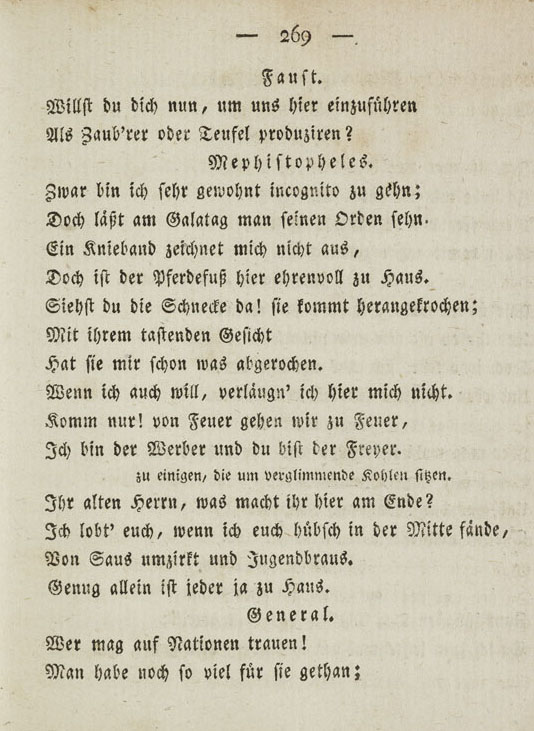 — 269 —
Faust.
Willst du dich nun, um uns hier einzuführen
Als Zaub'rer oder Teufel produziren?
Mephistopheles.
Zwar bin ich sehr gewohnt incognito zu gehn;
Doch läßt am Galatag man seinen Orden sehn.
Ein Knieband zeichnet mich nicht aus,
Doch ist der Pferdefuß hier ehrenvoll zu Haus.
Siehst du die Schnecke da! sie kommt herangekrochen;
Mit ihrem tastenden Gesicht
Hat sie mir schon was abgerochen.
Wenn ich auch will, verläugn' ich hier mich nicht.
Komm nur! von Feuer gehen wir zu Feuer,
Ich bin der Werber und du bist der Freyer.
zu einigen, die um verglimmende Kohlen sitzen.
Ihr alten Herrn, was macht ihr hier am Ende?
Ich lobt' euch, wenn ich euch hübsch in der Mitte fände,
Von Saus umzirkt und Jugendbraus.
Genug allein ist jeder ja zu Haus.
General.
Wer mag auf Nationen trauen!
Man habe noch so viel für sie gethan;